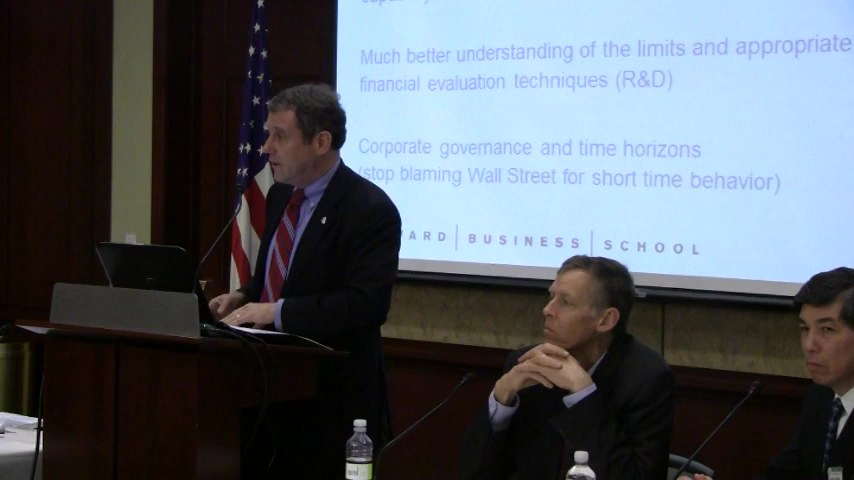 Much better understanding of the limits and appropriate
financial evaluation techniques (R&D)
Corporate governance and time horizons
(stop blaming Wall Street for short time behavior)
ARD | BUSINESS | SCHOOL